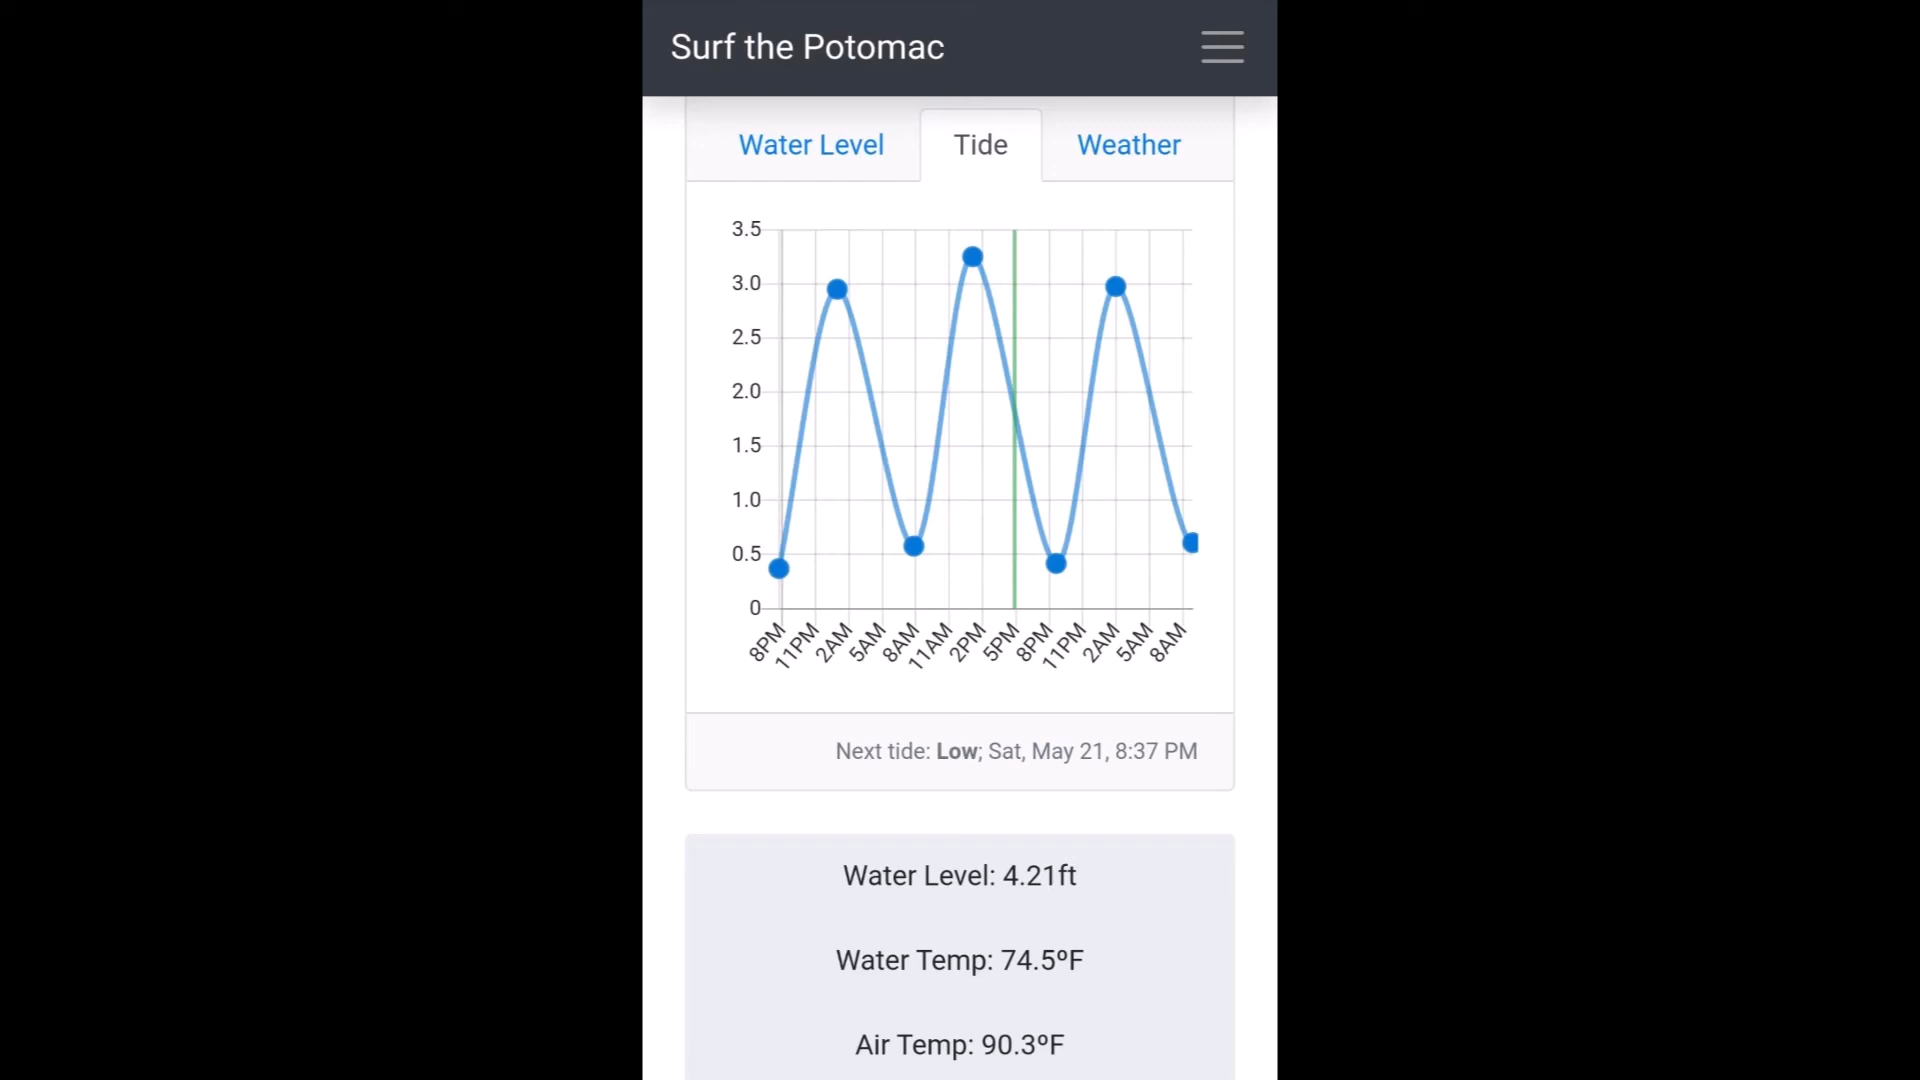 Surf the Potomac
Water Level Tide Weather
3.5
3.0
2.5
2.0
1.5
1.0
0.5
0
8PM 11PM 2AM 5AM 8AM 11AM 2PM 5PM 8PM 11PM 2AM 5AM 8AM
Next tide: Low; Sat, May 21, 8:37 PM
Water Level: 4.21ft
Water Temp: 74.5ºF
Air Temp: 90.3ºF